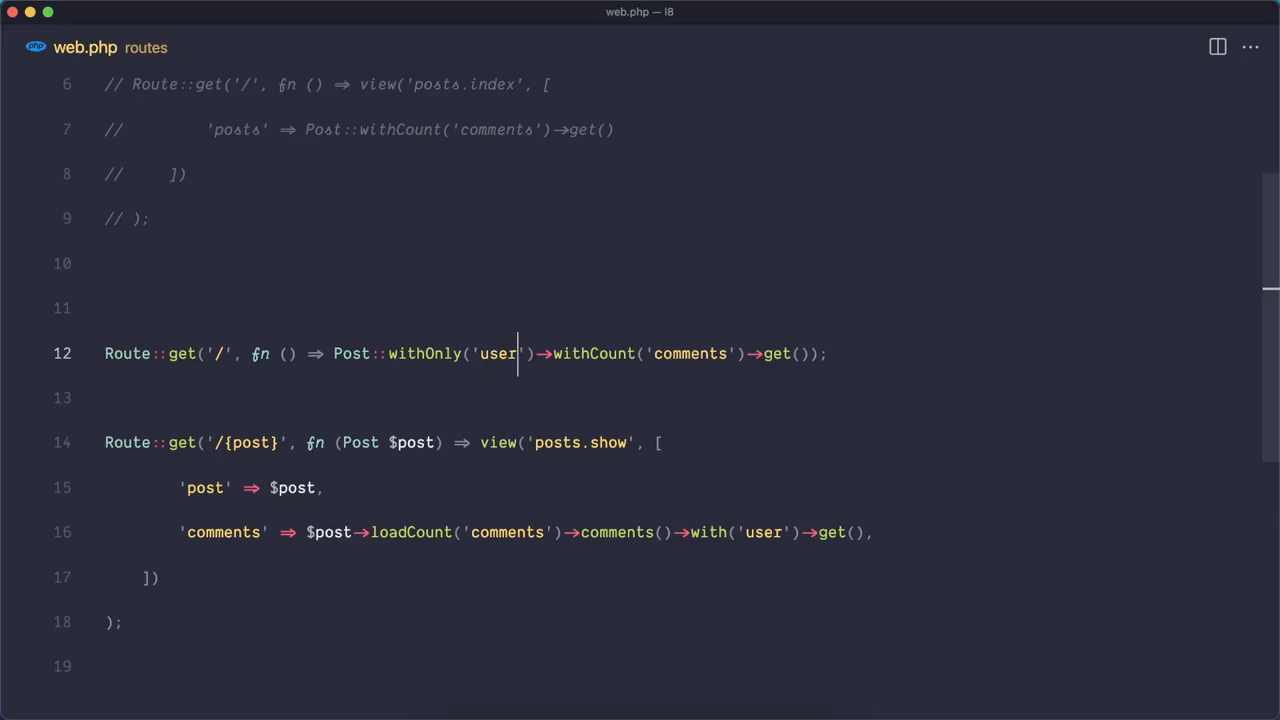 web.php — l8
php web.php routes
6 // Route::get('/', fn () => view('posts.index', [
7 // 'posts' => Post::withCount('comments')->get()
8 // ])
9 // );
10
11
12 Route::get('/', fn () => Post::withOnly('user')->withCount('comments')->get());
13
14 Route::get('/{post}', fn (Post $post) => view('posts.show', [
15 'post' => $post,
16 'comments' => $post->loadCount('comments')->comments()->with('user')->get(),
17 ])
18 );
19